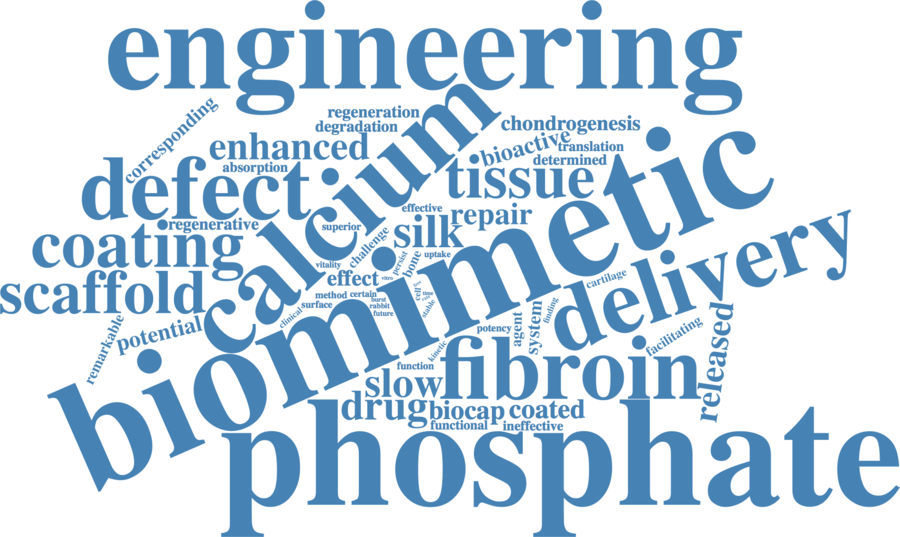 engineering
calcium
corresponding
regeneration
degradation
chondrogenesis
bioactive
translation
determined
enhanced
absorption
defect
tissue
biomimetic
effective
repair
regenerative
superior
silk
challenge
coating
persist
bone
uptake
vitality
vitro
delivery
effect
scaffold
cartilage
cell
time
method
certain
surface
burst
rabbit
future
stable
clinical
finding
released
remarkable
potential
potency
agent
system
facilitating
kinetic
fibroin
function
slow
drug
biocap
coated
functional
ineffective
phosphate